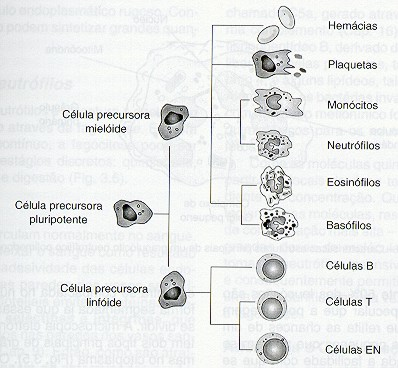 Hemácias
Plaquetas
Célula precursora
mielóide
Monócitos
Neutrófilos
Eosinófilos
Célula precursora
pluripotente
Basófilos
Célula precursora
linfóide
Células B
Células T
Células EN